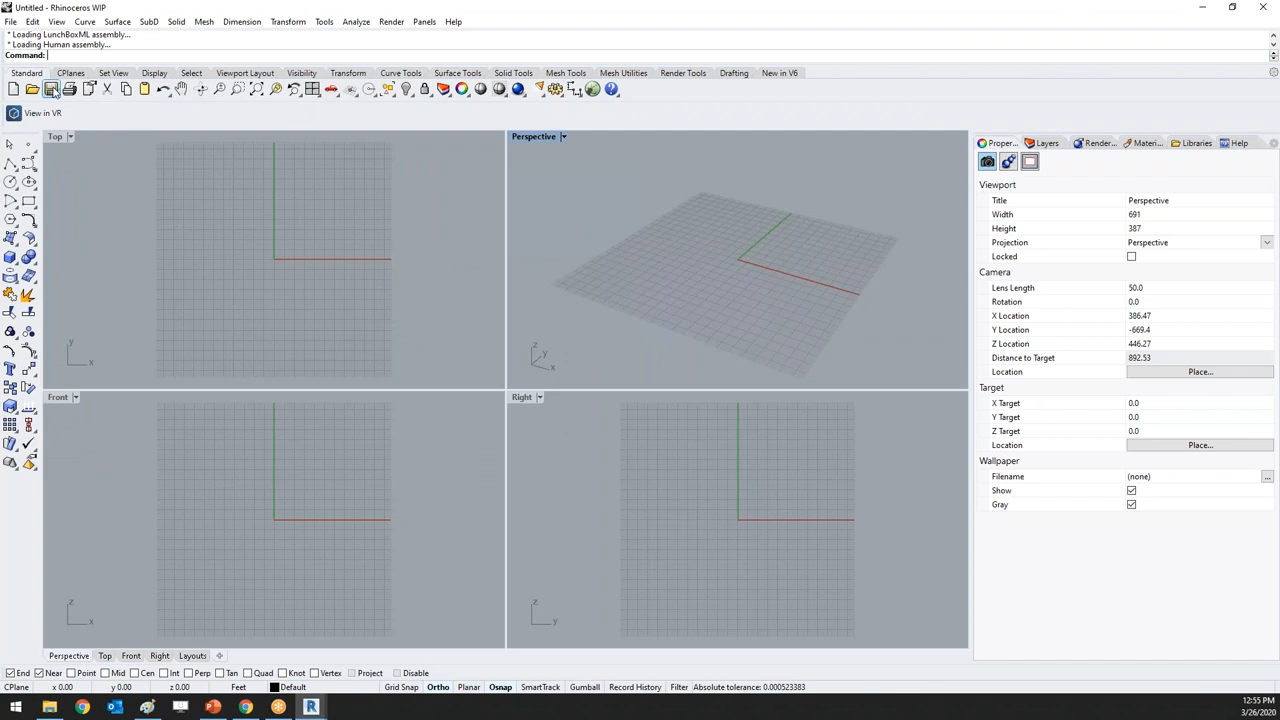 Untitled - Rhinoceros WIP
File Edit View Curve Surface SubD Solid Mesh Dimension Transform Tools Analyze Render Panels Help
* Loading LunchBoxML assembly...
* Loading Human assembly...
Command:
Standard CPlanes Set View Display Select Viewport Layout Visibility Transform Curve Tools Surface Tools Solid Tools Mesh Tools Mesh Utilities Render Tools Drafting New in V6
View in VR
Top
Perspective
Proper... Layers Render... Materi... Libraries Help
Viewport
Title Perspective
Width 691
Height 387
Projection Perspective
Locked
Camera
Lens Length 50.0
Rotation 0.0
X Location 386.47
Y Location -669.4
Z Location 446.27
Distance to Target 892.53
Location Place...
Target
X Target 0.0
Y Target 0.0
Z Target 0.0
Location Place...
Wallpaper
Filename (none) ...
Show
Gray
y
x
z
y
x
Front
Right
z
x
z
y
Perspective Top Front Right Layouts
End Near Point Mid Cen Int Perp Tan Quad Knot Vertex Project Disable
CPlane x 0.00 y 0.00 z 0.00 Feet Default Grid Snap Ortho Planar Osnap SmartTrack Gumball Record History Filter Absolute tolerance: 0.000523383
12:55 PM
3/26/2020